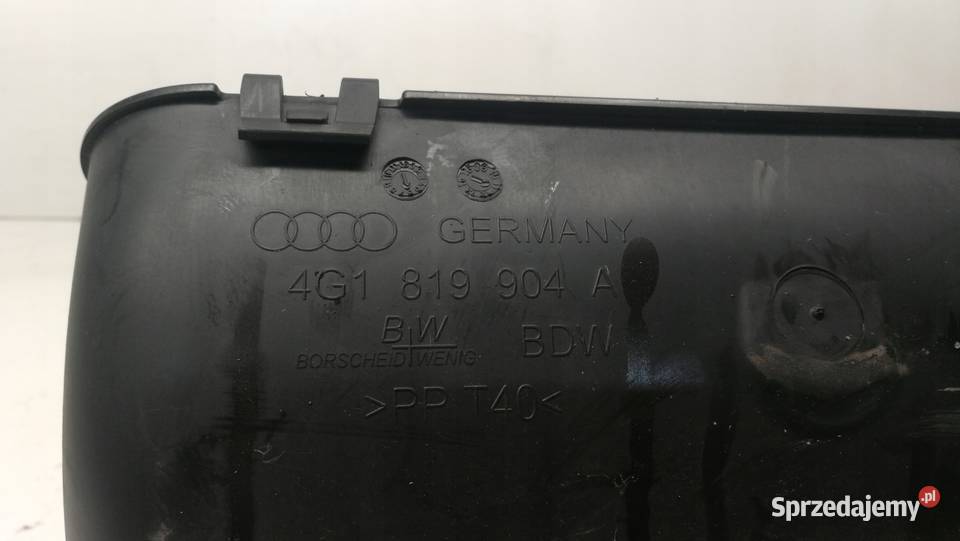 GERMANY
4G1 819 904 A
BW BDW
BORSCHEID WENIG
>PP T40<
Sprzedajemy.pl